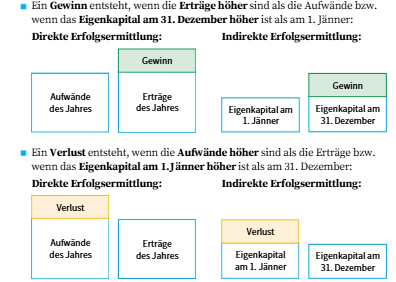 Ein Gewinn entsteht, wenn die Erträge höher sind als die Aufwände bzw.
wenn das Eigenkapital am 31. Dezember höher ist als am 1. Jänner:
Direkte Erfolgsermittlung: Indirekte Erfolgsermittlung:
Gewinn
Aufwände
des Jahres
Erträge
des Jahres
Gewinn
Eigenkapital am
1. Jänner
Eigenkapital am
31. Dezember
Ein Verlust entsteht, wenn die Aufwände höher sind als die Erträge bzw.
wenn das Eigenkapital am 1. Jänner höher ist als am 31. Dezember:
Direkte Erfolgsermittlung: Indirekte Erfolgsermittlung:
Verlust
Aufwände
des Jahres
Erträge
des Jahres
Verlust
Eigenkapital
am 1. Jänner
Eigenkapital am
31. Dezember